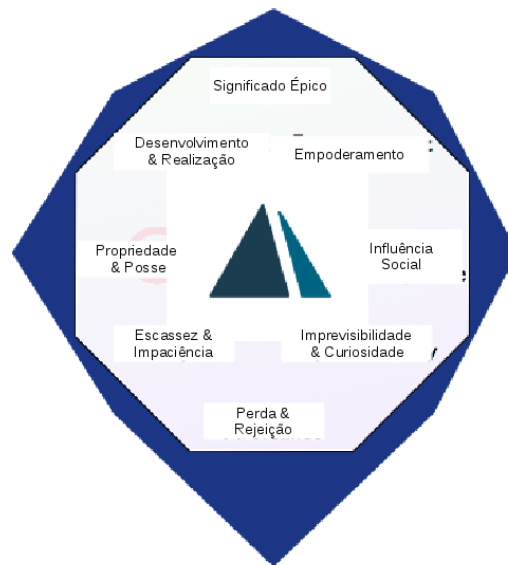 Significado Épico
Desenvolvimento
& Realização
Empoderamento
Propriedade
& Posse
Influência
Social
Escassez &
Impaciência
Imprevisibilidade
& Curiosidade
Perda &
Rejeição